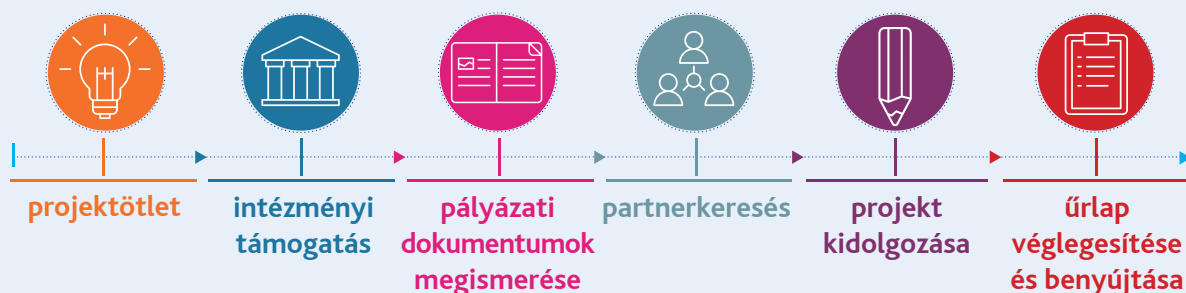 projektötlet
intézményi
támogatás
pályázati
dokumentumok
megismerése
partnerkeresés
projekt
kidolgozása
űrlap
véglegesítése
és benyújtása